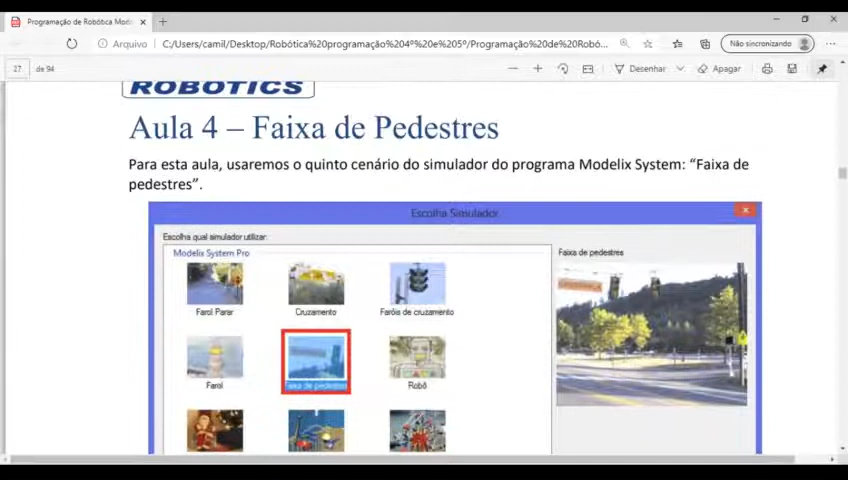 Programação de Robótica Mode
Arquivo
C:/Users/camil/Desktop/Robótica%20programação%204º%20e%205º/Programação%20de%20Robó...
Não sincronizando
27
de 94
Desenhar
Apagar
ROBOTICS
Aula 4 – Faixa de Pedestres
Para esta aula, usaremos o quinto cenário do simulador do programa Modelix System: “Faixa de
pedestres”.
Escolha Simulador
Escolha qual simulador utilizar:
Modelix System Pro
Faixa de pedestres
Farol Parar
Cruzamento
Faróis de cruzamento
Farol
Faixa de pedestres
Robô